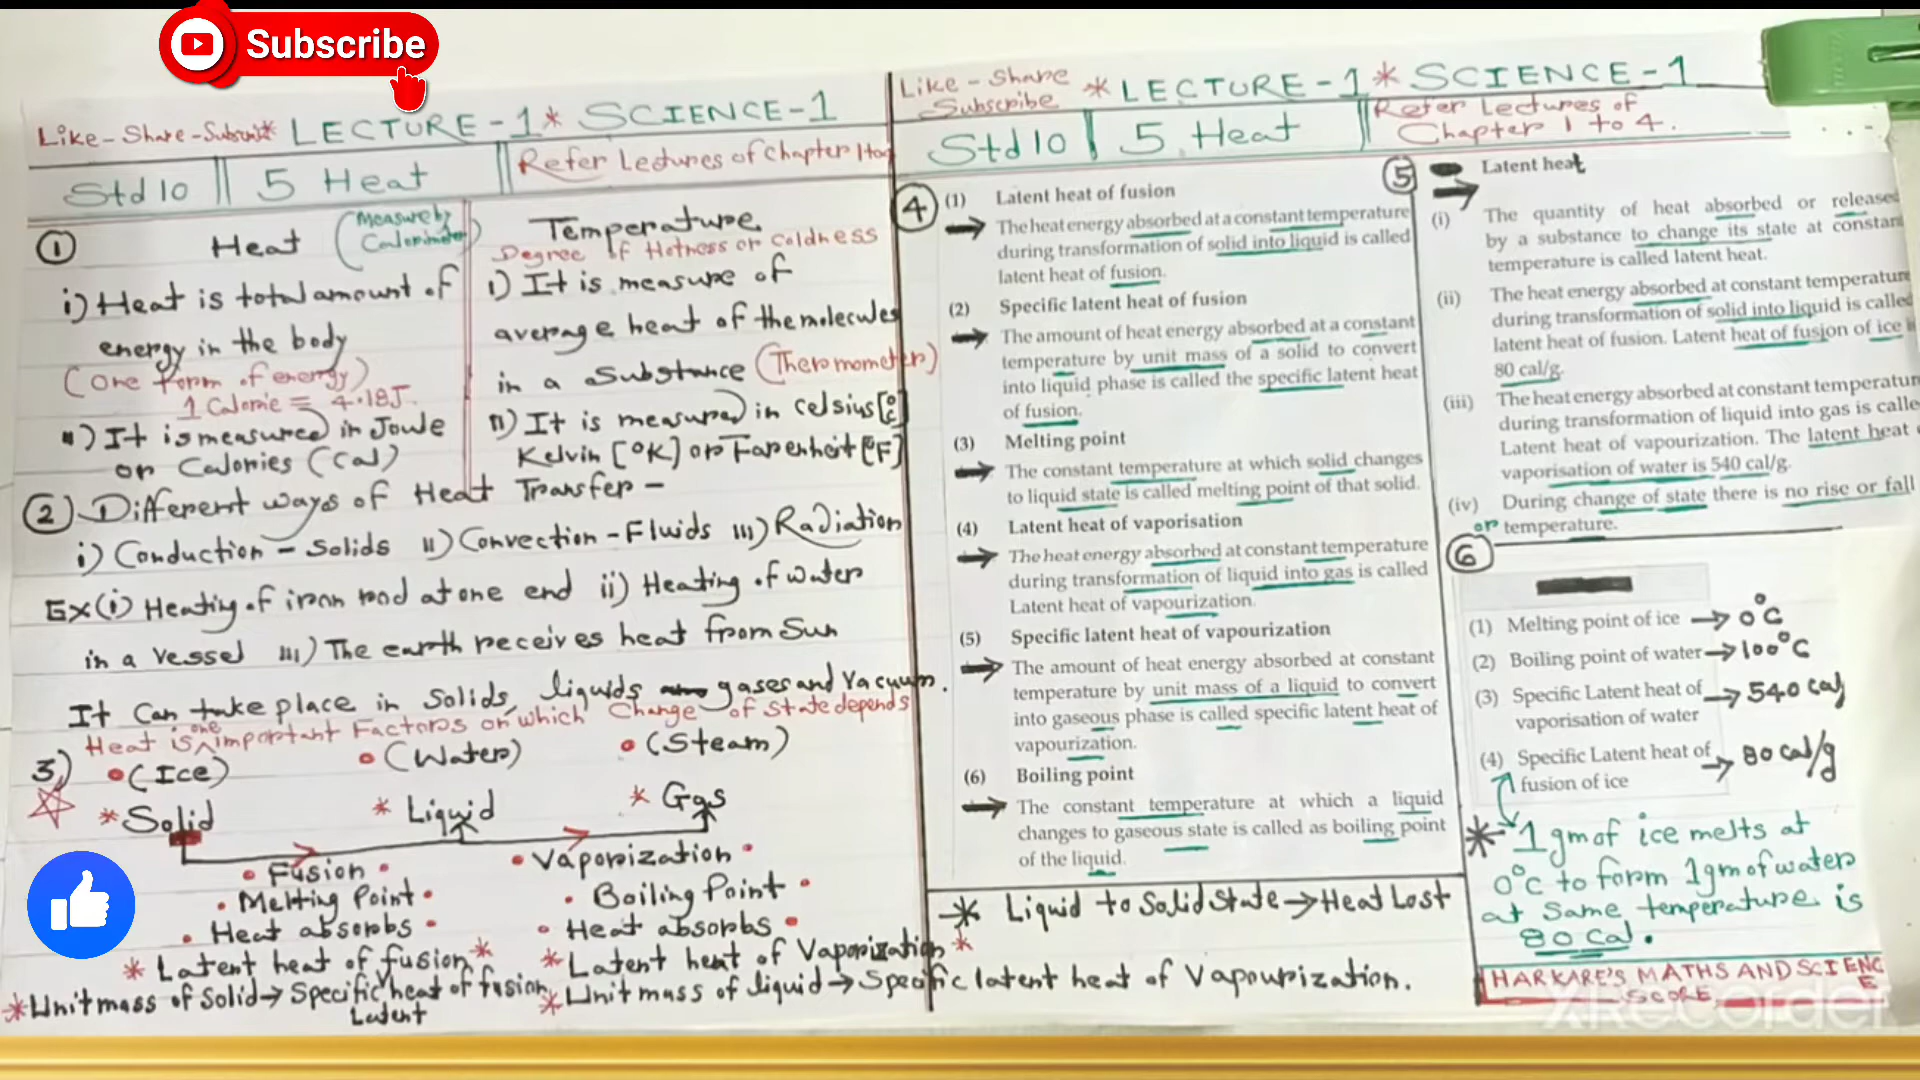 Subscribe
Like-Share-Subscribe* LECTURE-1* SCIENCE-1
Std 10 || 5 Heat || Refer Lectures of Chapter 1 to 4
① Heat (Measure by Calorimeter)
i) Heat is total amount of
energy in the body
(One form of energy)
1 Calorie = 4.18J.
ii) It is measured in Joule
or Calories (Cal)
Temperature
Degree of Hotness or Coldness
i) It is measure of
average heat of the molecules
in a substance (Thermometer)
ii) It is measured in celsius [°C]
Kelvin [°K] or Farenheit [°F]
② Different ways of Heat Transfer -
i) Conduction - Solids ii) Convection - Fluids iii) Radiation
Ex (i) Heating of iron rod at one end ii) Heating of water
in a vessel iii) The earth receives heat from Sun
It can take place in Solids, liquids gases and vacuum.
Heat is one important Factors on which Change of state depends
3) • (Ice) • (Water) • (Steam)
* Solid * Liquid * Gas
• Fusion • • Vaporization •
• Melting Point • • Boiling Point •
• Heat absorbs • • Heat absorbs •
* Latent heat of fusion * * Latent heat of Vaporization *
* Unit mass of Solid → Specific Latent heat of fusion * Unit mass of liquid → Specific latent heat of Vapourization.
Like-Share
Subscribe * LECTURE-1* SCIENCE-1
Std 10 | 5. Heat || Refer Lectures of
Chapter 1 to 4.
④ (1) Latent heat of fusion
The heat energy absorbed at a constant temperature
during transformation of solid into liquid is called
latent heat of fusion.
(2) Specific latent heat of fusion
The amount of heat energy absorbed at a constant
temperature by unit mass of a solid to convert
into liquid phase is called the specific latent heat
of fusion.
(3) Melting point
The constant temperature at which solid changes
to liquid state is called melting point of that solid.
(4) Latent heat of vaporisation
The heat energy absorbed at constant temperature
during transformation of liquid into gas is called
Latent heat of vapourization.
(5) Specific latent heat of vapourization
The amount of heat energy absorbed at constant
temperature by unit mass of a liquid to convert
into gaseous phase is called specific latent heat of
vapourization.
(6) Boiling point
The constant temperature at which a liquid
changes to gaseous state is called as boiling point
of the liquid.
* Liquid to Solid State → Heat Lost
⑤ Latent heat
(i) The quantity of heat absorbed or released
by a substance to change its state at constant
temperature is called latent heat.
(ii) The heat energy absorbed at constant temperature
during transformation of solid into liquid is called
latent heat of fusion. Latent heat of fusion of ice is
80 cal/g.
(iii) The heat energy absorbed at constant temperature
during transformation of liquid into gas is called
Latent heat of vapourization. The latent heat of
vaporisation of water is 540 cal/g.
(iv) During change of state there is no rise or fall
or temperature.
⑥
(1) Melting point of ice → 0°C
(2) Boiling point of water → 100°C
(3) Specific Latent heat of → 540 cal/
vaporisation of water
(4) Specific Latent heat of → 80 cal/g
fusion of ice
* 1 gm of ice melts at
0°C to form 1gm of water
at same temperature is
80 Cal.
HARKARE'S MATHS AND SCIENCE
SCORE
XRecorder